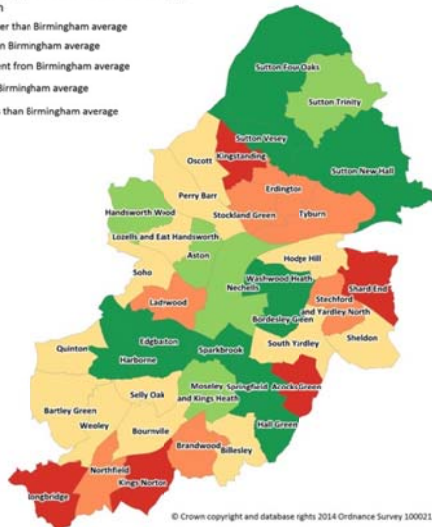 than Birmingham average
Birmingham average
from Birmingham average
Birmingham average
than Birmingham average
Sutton Four Oaks
Sutton Trinity
Sutton Vesey
Oscott
Kingstanding
Sutton New Hall
Erdington
Perry Barr
Handsworth Wood
Stockland Green
Tyburn
Lozells and East Handsworth
Aston
Hodge Hill
Soho
Washwood Heath
Nechells
Shard End
Ladywood
Stechford
and Yardley North
Bordesley Green
Edgbaston
Sheldon
Quinton
Harborne
Sparkbrook
South Yardley
Selly Oak
Moseley
and Kings Heath
Springfield
Acocks Green
Bartley Green
Weoley
Bournville
Hall Green
Brandwood
Billesley
Northfield
Longbridge
Kings Norton
© Crown copyright and database rights 2014 Ordnance Survey 100021